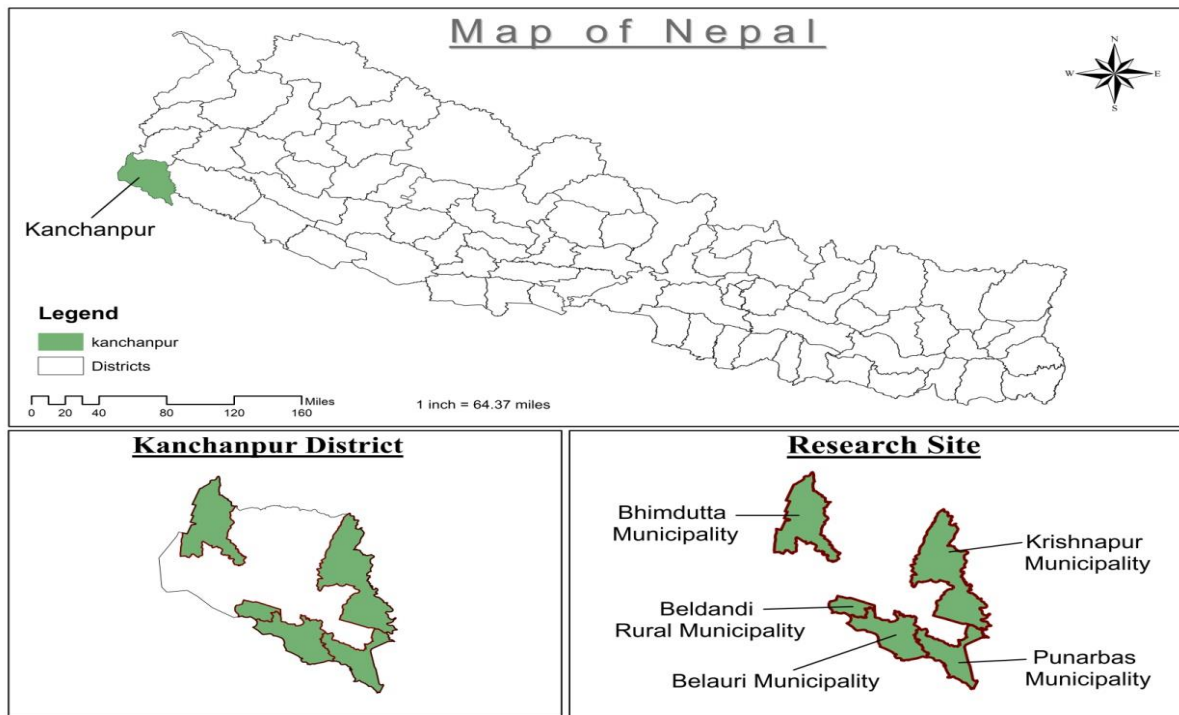 Map of Nepal
N
W E
S
Kanchanpur
Legend
kanchanpur
Districts
Miles
0 20 40 80 120 160
1 inch = 64.37 miles
Kanchanpur District
Research Site
Bhimdutta
Municipality
Krishnapur
Municipality
Beldandi
Rural Municipality
Belauri Municipality
Punarbas
Municipality